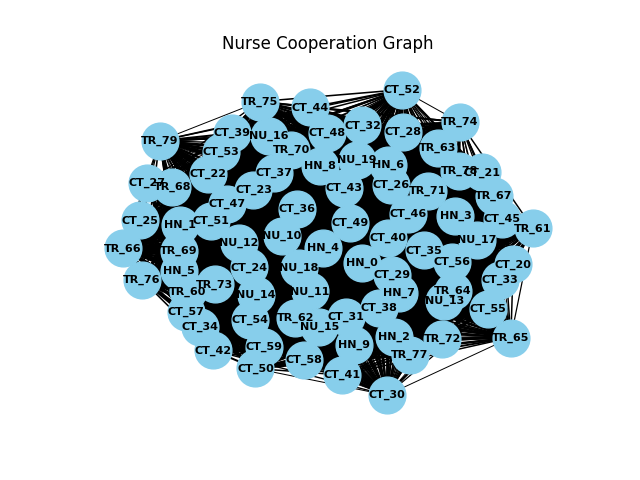 Nurse Cooperation Graph
CT_52
TR_75
CT_44
TR_74
CT_32
CT_39
NU_16
CT_48
CT_28
TR_79
TR_63
TR_70
CT_53
NU_19
HN_8
HN_6
TR_78
CT_21
CT_37
CT_22
CT_27
TR_68
CT_26
CT_43
CT_23
TR_71
TR_67
CT_47
CT_36
CT_46
HN_3
CT_45
CT_25
CT_51
CT_49
HN_1
TR_61
NU_10
CT_40
NU_17
NU_12
TR_66
HN_4
TR_69
CT_35
CT_56
HN_0
CT_20
CT_24
NU_18
HN_5
CT_29
CT_33
TR_76
TR_73
TR_60
NU_11
HN_7
TR_64
NU_14
NU_13
CT_38
CT_55
CT_57
CT_31
TR_62
CT_54
CT_34
NU_15
HN_2
TR_72
TR_65
HN_9
CT_59
CT_42
TR_77
CT_58
CT_50
CT_41
CT_30